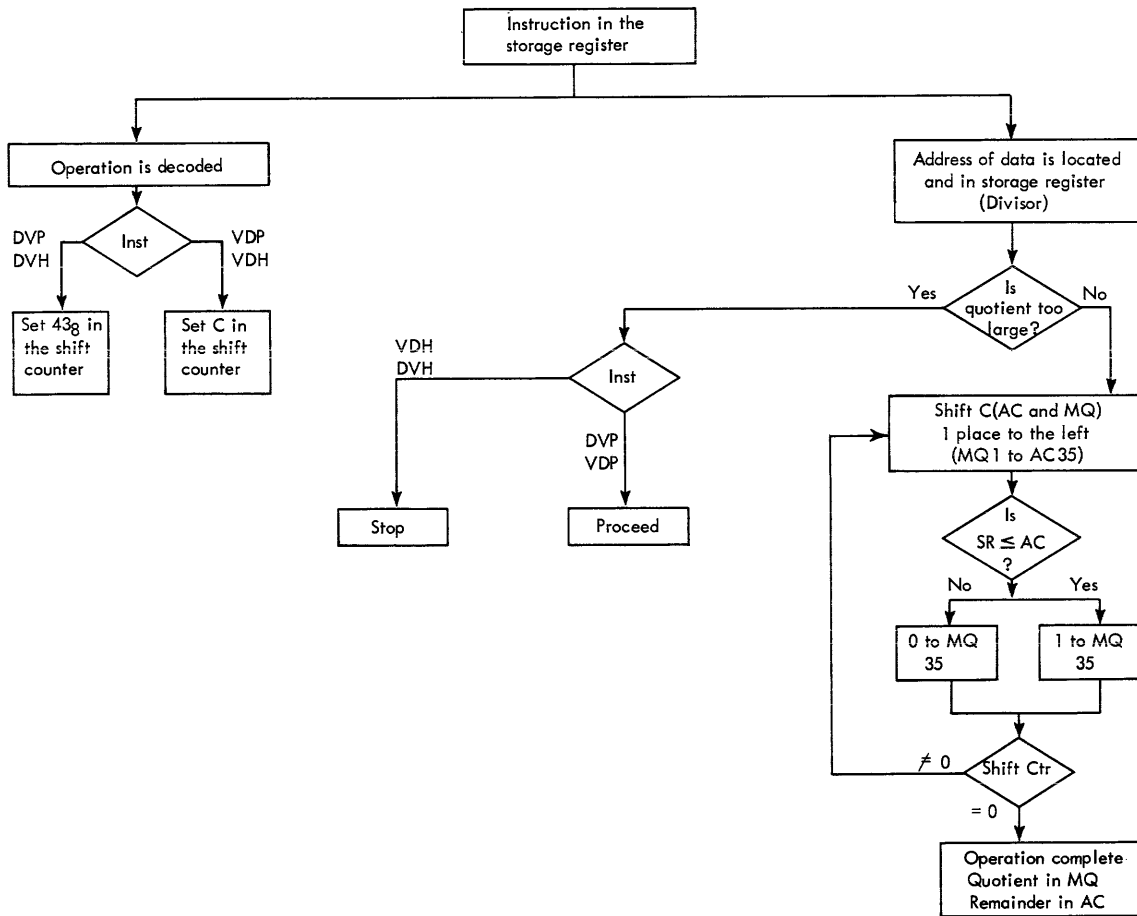 Instruction in the
storage register
Operation is decoded
Inst
DVP
DVH
VDP
VDH
Set 43₈ in
the shift
counter
Set C in
the shift
counter
Address of data is located
and in storage register
(Divisor)
Is
quotient too
large?
Yes
No
Inst
VDH
DVH
DVP
VDP
Stop
Proceed
Shift C(AC and MQ)
1 place to the left
(MQ1 to AC35)
Is
SR ≤ AC
?
No
Yes
0 to MQ
35
1 to MQ
35
Shift Ctr
≠ 0
= 0
Operation complete
Quotient in MQ
Remainder in AC